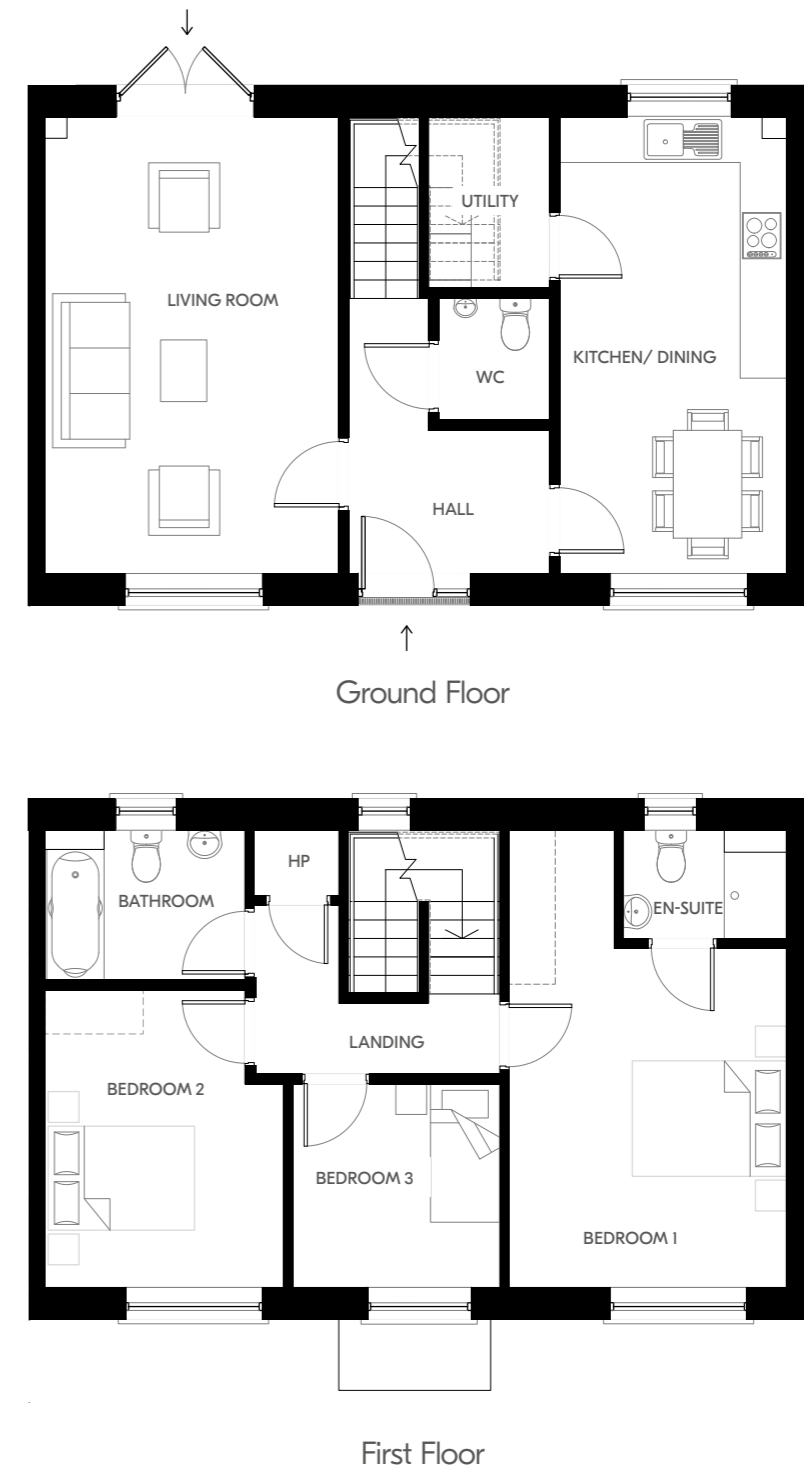 UTILITY
LIVING ROOM
KITCHEN/ DINING
WC
HALL
Ground Floor
HP
BATHROOM
EN-SUITE
LANDING
BEDROOM 2
BEDROOM 3
BEDROOM 1
First Floor